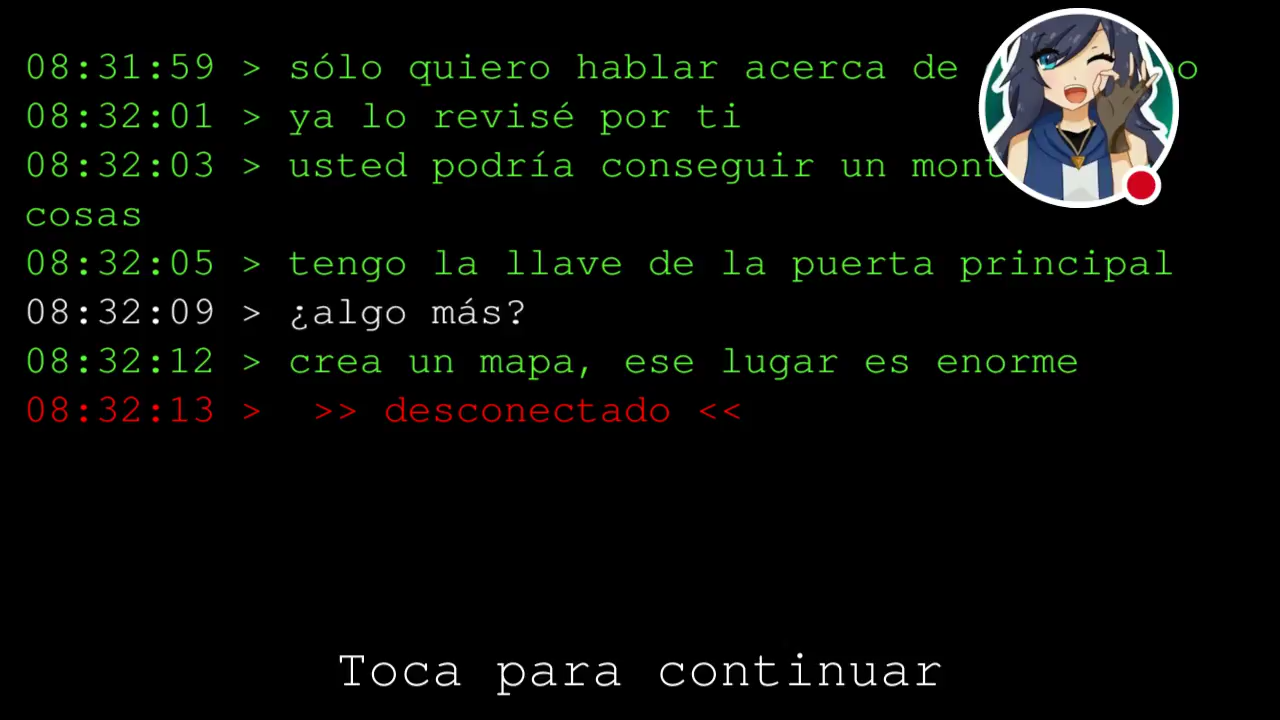 08:31:59 > sólo quiero hablar acerca de
08:32:01 > ya lo revisé por ti
08:32:03 > usted podría conseguir un
cosas
08:32:05 > tengo la llave de la puerta principal
08:32:09 > ¿algo más?
08:32:12 > crea un mapa, ese lugar es enorme
08:32:13 > >> desconectado <<
Toca para continuar